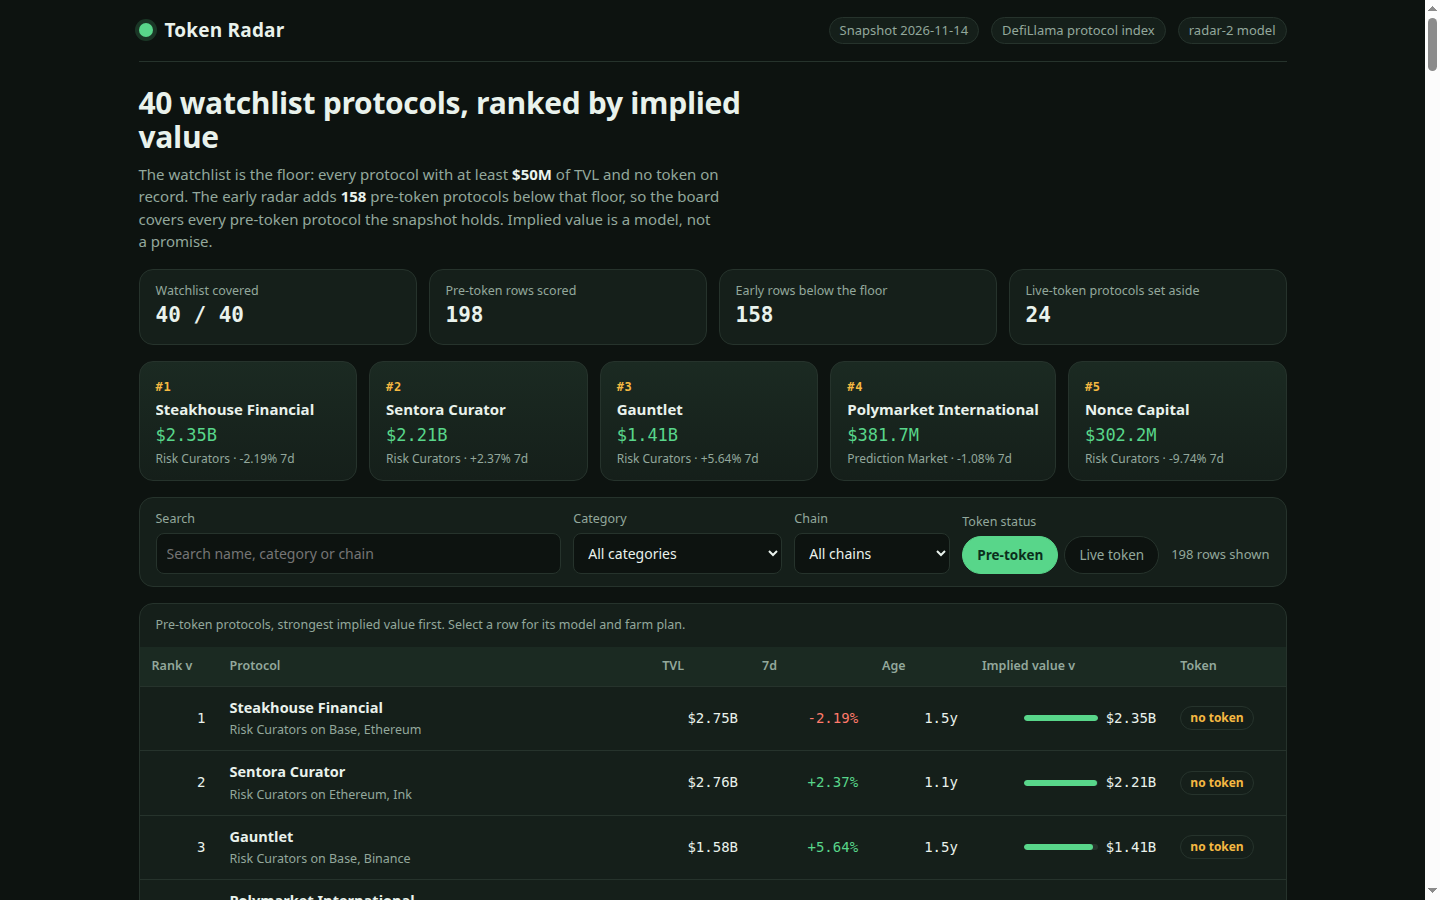 Token Radar
Snapshot 2026-11-14
DefiLlama protocol index
radar-2 model
40 watchlist protocols, ranked by implied
value
The watchlist is the floor: every protocol with at least $50M of TVL and no token on
record. The early radar adds 158 pre-token protocols below that floor, so the board
covers every pre-token protocol the snapshot holds. Implied value is a model, not
a promise.
Watchlist covered
40 / 40
Pre-token rows scored
198
Early rows below the floor
158
Live-token protocols set aside
24
#1
Steakhouse Financial
$2.35B
Risk Curators · -2.19% 7d
#2
Sentora Curator
$2.21B
Risk Curators · +2.37% 7d
#3
Gauntlet
$1.41B
Risk Curators · +5.64% 7d
#4
Polymarket International
$381.7M
Prediction Market · -1.08% 7d
#5
Nonce Capital
$302.2M
Risk Curators · -9.74% 7d
Search
Search name, category or chain
Category
All categories
Chain
All chains
Token status
Pre-token
Live token
198 rows shown
Pre-token protocols, strongest implied value first. Select a row for its model and farm plan.
Rank v Protocol TVL 7d Age Implied value v Token
1 Steakhouse Financial $2.75B -2.19% 1.5y $2.35B no token
Risk Curators on Base, Ethereum
2 Sentora Curator $2.76B +2.37% 1.1y $2.21B no token
Risk Curators on Ethereum, Ink
3 Gauntlet $1.58B +5.64% 1.5y $1.41B no token
Risk Curators on Base, Binance
Polymarket International